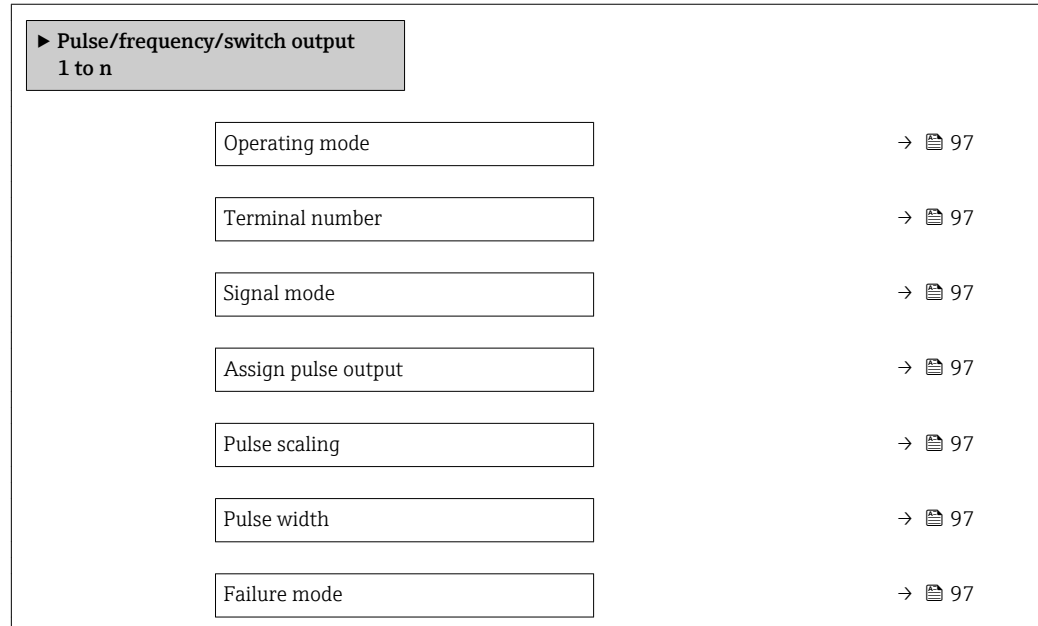 ▶ Pulse/frequency/switch output
1 to n
Operating mode → 97
Terminal number → 97
Signal mode → 97
Assign pulse output → 97
Pulse scaling → 97
Pulse width → 97
Failure mode → 97